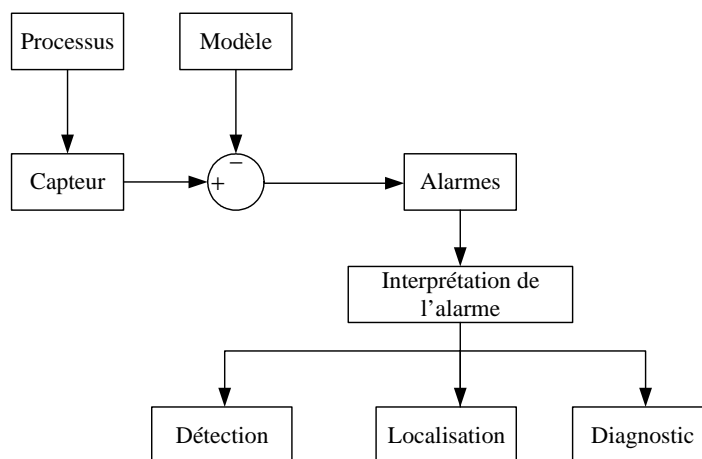 Processus
Modèle
Capteur
+
−
Alarmes
Interprétation de
l’alarme
Détection
Localisation
Diagnostic